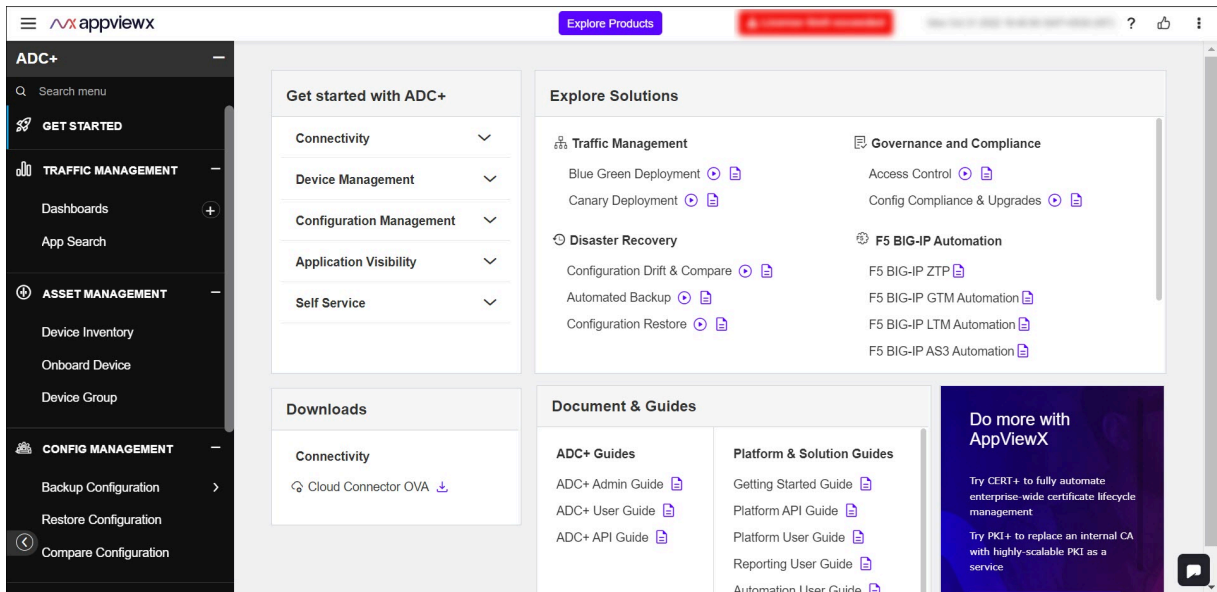 appviewx
Explore Products
?
ADC+
Search menu
GET STARTED
TRAFFIC MANAGEMENT
Dashboards
App Search
ASSET MANAGEMENT
Device Inventory
Onboard Device
Device Group
CONFIG MANAGEMENT
Backup Configuration
Restore Configuration
Compare Configuration
Get started with ADC+
Connectivity
Device Management
Configuration Management
Application Visibility
Self Service
Explore Solutions
Traffic Management
Blue Green Deployment
Canary Deployment
Disaster Recovery
Configuration Drift & Compare
Automated Backup
Configuration Restore
Governance and Compliance
Access Control
Config Compliance & Upgrades
F5 BIG-IP Automation
F5 BIG-IP ZTP
F5 BIG-IP GTM Automation
F5 BIG-IP LTM Automation
F5 BIG-IP AS3 Automation
Downloads
Connectivity
Cloud Connector OVA
Document & Guides
ADC+ Guides
ADC+ Admin Guide
ADC+ User Guide
ADC+ API Guide
Platform & Solution Guides
Getting Started Guide
Platform API Guide
Platform User Guide
Reporting User Guide
Automation User Guide
Do more with
AppViewX
Try CERT+ to fully automate
enterprise-wide certificate lifecycle
management
Try PKI+ to replace an internal CA
with highly-scalable PKI as a
service